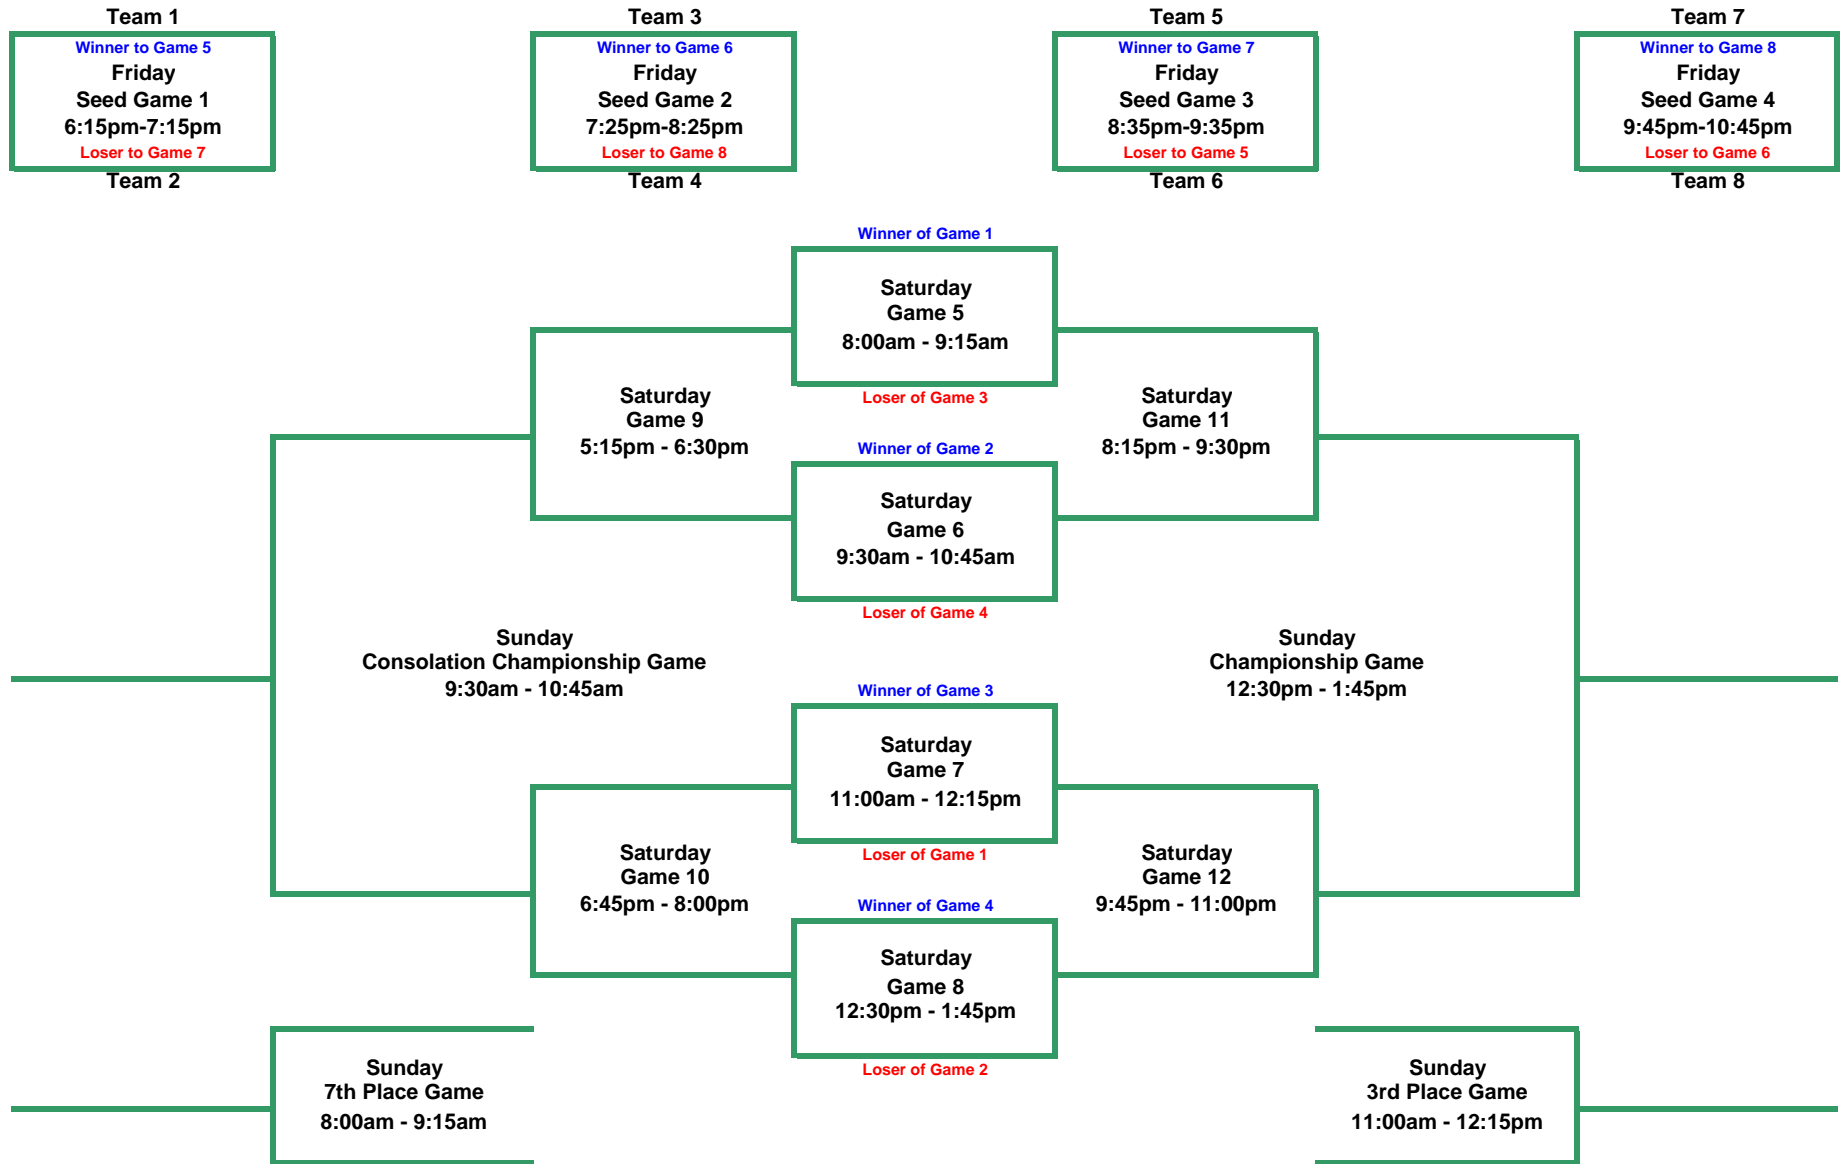 Team 1
Winner to Game 5
Friday
Seed Game 1
6:15pm-7:15pm
Loser to Game 7
Team 2
Team 3
Winner to Game 6
Friday
Seed Game 2
7:25pm-8:25pm
Loser to Game 8
Team 4
Team 5
Winner to Game 7
Friday
Seed Game 3
8:35pm-9:35pm
Loser to Game 5
Team 6
Team 7
Winner to Game 8
Friday
Seed Game 4
9:45pm-10:45pm
Loser to Game 6
Team 8
Winner of Game 1
Saturday
Game 5
8:00am - 9:15am
Loser of Game 3
Saturday
Game 9
5:15pm - 6:30pm
Saturday
Game 11
8:15pm - 9:30pm
Winner of Game 2
Saturday
Game 6
9:30am - 10:45am
Loser of Game 4
Sunday
Consolation Championship Game
9:30am - 10:45am
Sunday
Championship Game
12:30pm - 1:45pm
Winner of Game 3
Saturday
Game 7
11:00am - 12:15pm
Loser of Game 1
Saturday
Game 10
6:45pm - 8:00pm
Saturday
Game 12
9:45pm - 11:00pm
Winner of Game 4
Saturday
Game 8
12:30pm - 1:45pm
Loser of Game 2
Sunday
7th Place Game
8:00am - 9:15am
Sunday
3rd Place Game
11:00am - 12:15pm